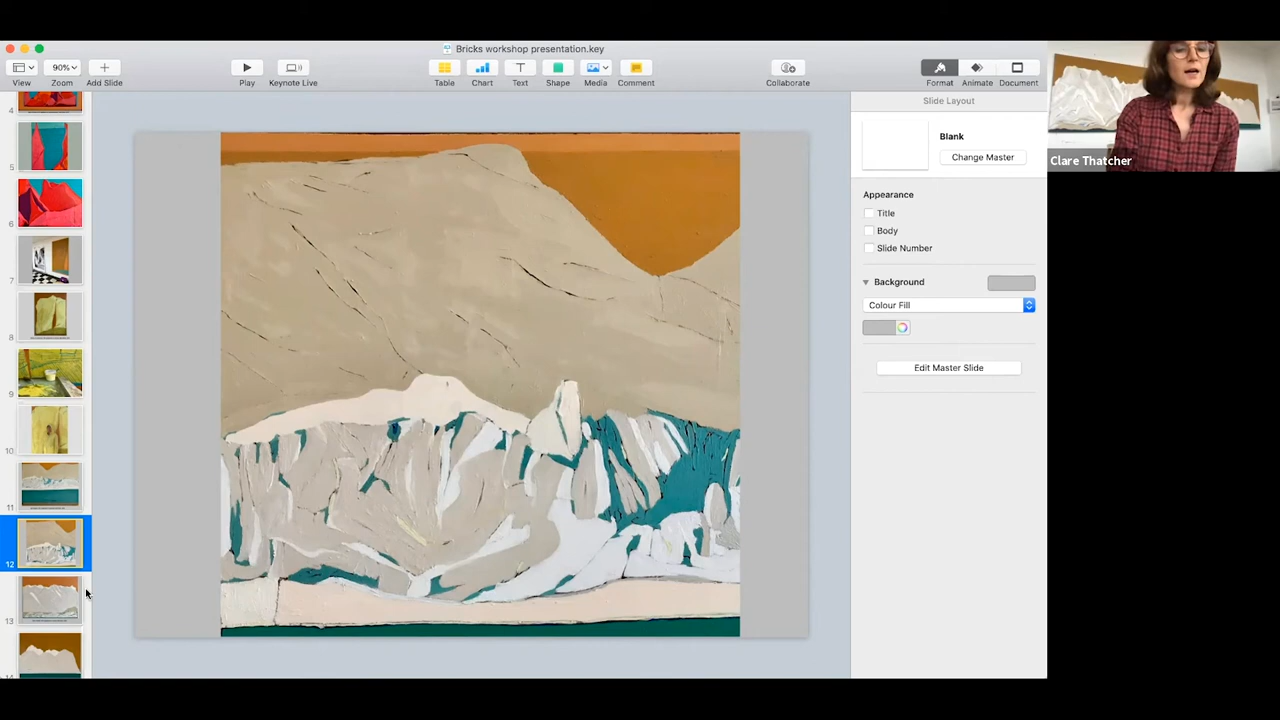 Bricks workshop presentation.key
View
90%
Zoom
Add Slide
Play
Keynote Live
Table
Chart
Text
Shape
Media
Comment
Collaborate
Format
Animate
Document
Slide Layout
Blank
Change Master
Appearance
Title
Body
Slide Number
Background
Colour Fill
Edit Master Slide
4
5
6
7
8
9
10
11
12
13
14
Clare Thatcher